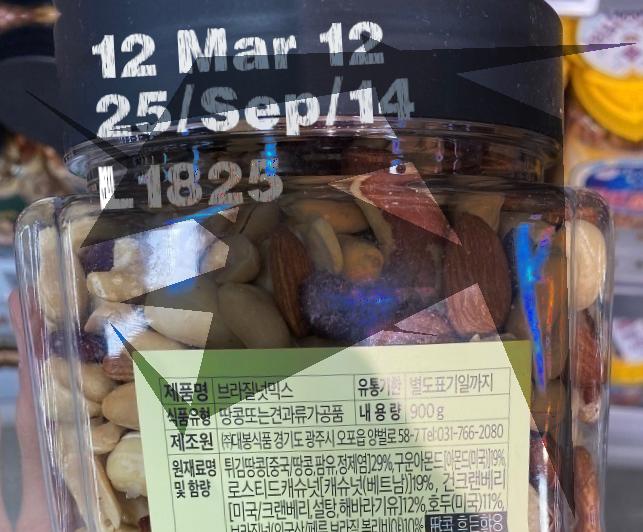 12 Mar 12
25/Sep/14
L1825
제품명 브라질넛믹스 유통기한 별도표기일까지
식품유형 땅콩또는견과류가공품 내용량 900g
제조원 ㈜대봉식품 경기도 광주시 오포읍 양벌로 58-7 Tel:031-766-2080
원재료명 튀김땅콩[중국/땅콩,팜유,정제염]29%, 구운아몬드[아몬드(미국)]19%,
및 함량 로스티드캐슈넛[캐슈넛(베트남)]19%, 건크랜베리
[미국/크랜베리,설탕,해바라기유]12%, 호두(미국)11%,